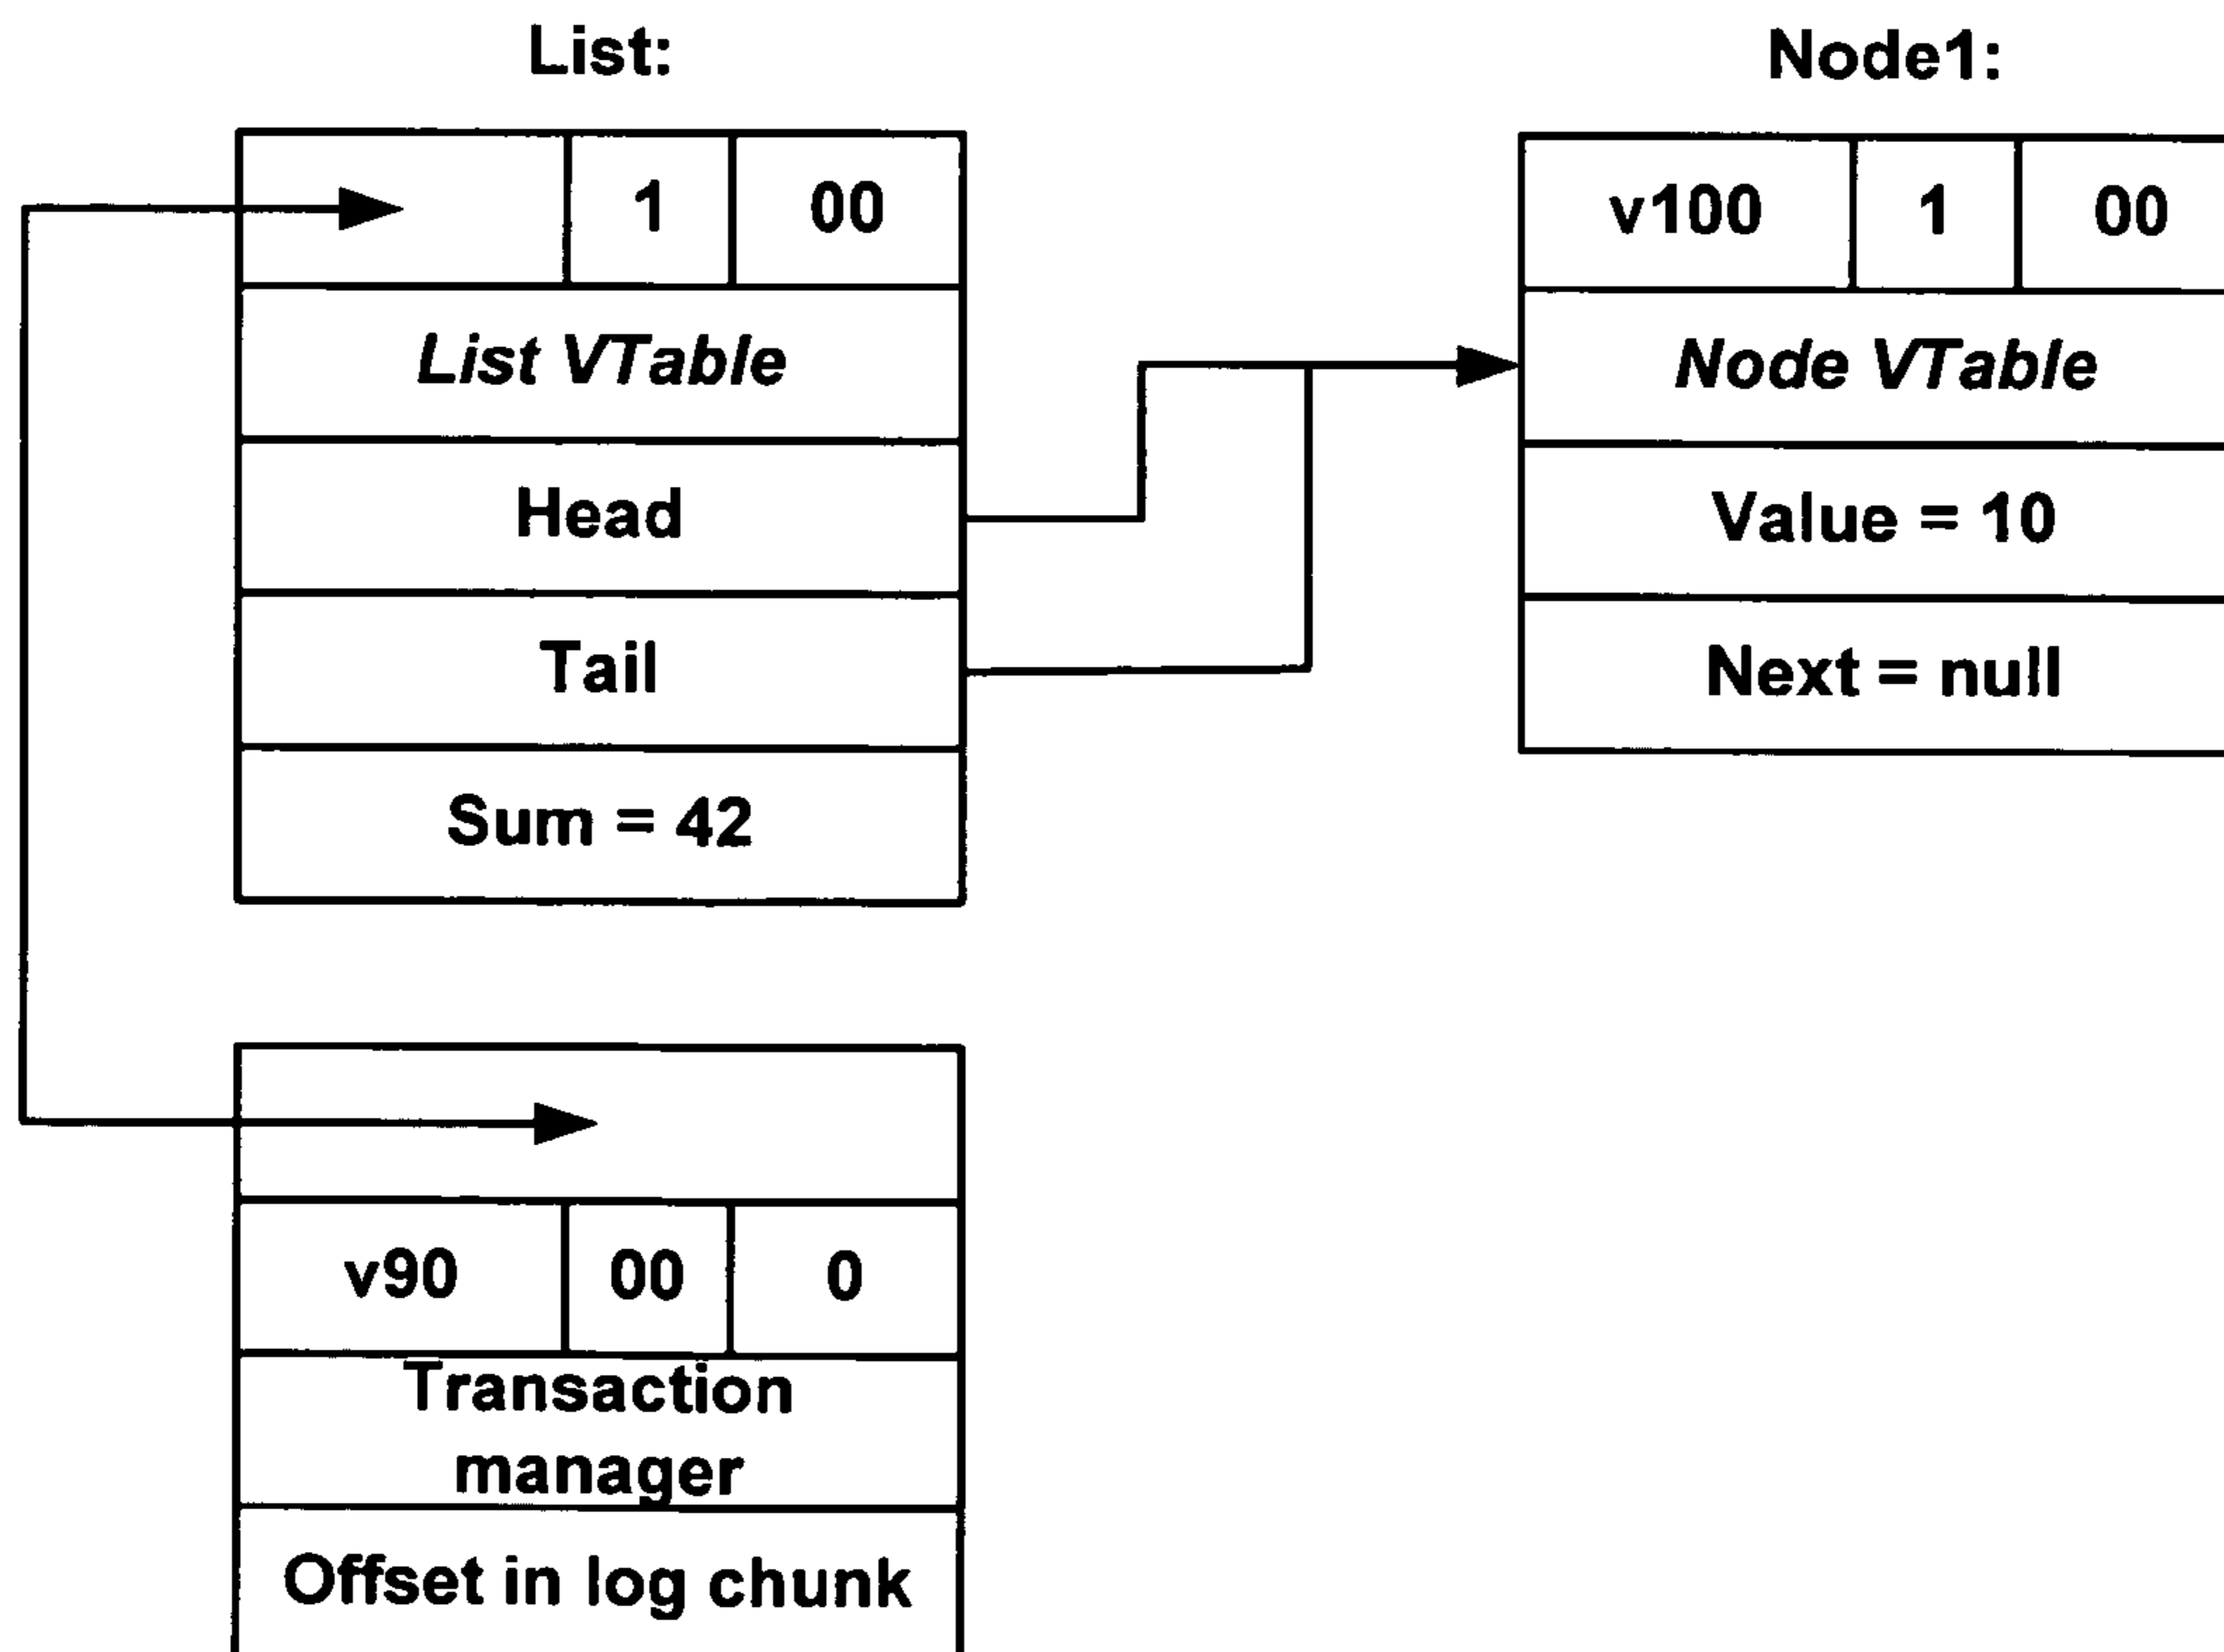 List:
1 00
List VTable
Head
Tail
Sum = 42
Node1:
v100 1 00
Node VTable
Value = 10
Next = null
v90 00 0
Transaction
manager
Offset in log chunk